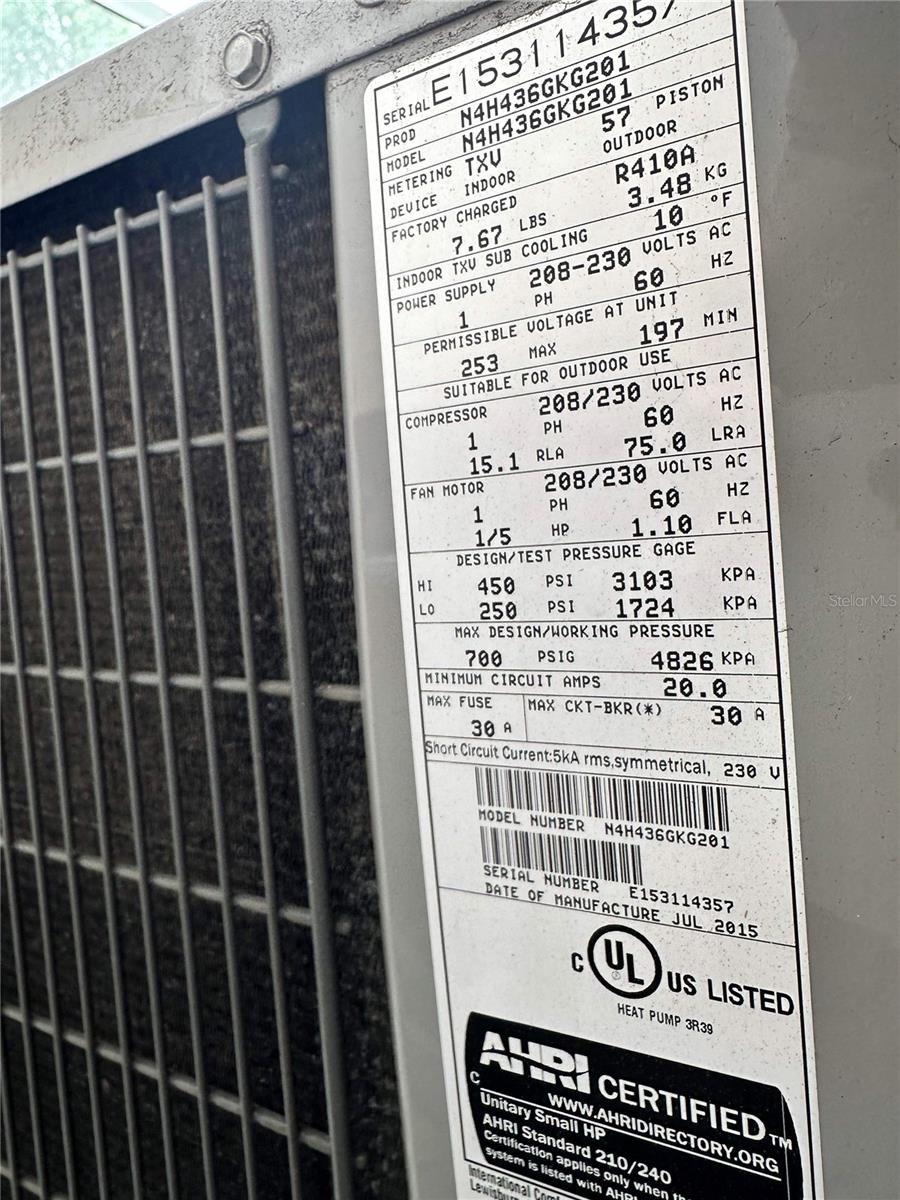 SERIAL E153114357
PROD N4H436GKG201
MODEL N4H436GKG201
METERING TXV 57 PISTON
DEVICE INDOOR OUTDOOR
FACTORY CHARGED R410A
7.67 LBS 3.48 KG
INDOOR TXV SUB COOLING 10 °F
POWER SUPPLY 208-230 VOLTS AC
1 PH 60 HZ
PERMISSIBLE VOLTAGE AT UNIT
253 MAX 197 MIN
SUITABLE FOR OUTDOOR USE
COMPRESSOR 208/230 VOLTS AC
1 PH 60 HZ
15.1 RLA 75.0 LRA
FAN MOTOR 208/230 VOLTS AC
1 PH 60 HZ
1/5 HP 1.10 FLA
DESIGN/TEST PRESSURE GAGE
HI 450 PSI 3103 KPA
LO 250 PSI 1724 KPA
MAX DESIGN/WORKING PRESSURE
700 PSIG 4826 KPA
MINIMUM CIRCUIT AMPS 20.0
MAX FUSE MAX CKT-BKR(*) 30 A
30 A
Short Circuit Current:5kA rms,symmetrical, 230 V
MODEL NUMBER N4H436GKG201
SERIAL NUMBER E153114357
DATE OF MANUFACTURE JUL 2015
C UL US LISTED
HEAT PUMP 3R39
AHRI CERTIFIED TM
C
WWW.AHRIDIRECTORY.ORG
Unitary Small HP
AHRI Standard 210/240
Certification applies only when the
system is listed with AHRI
International
StellarMLS